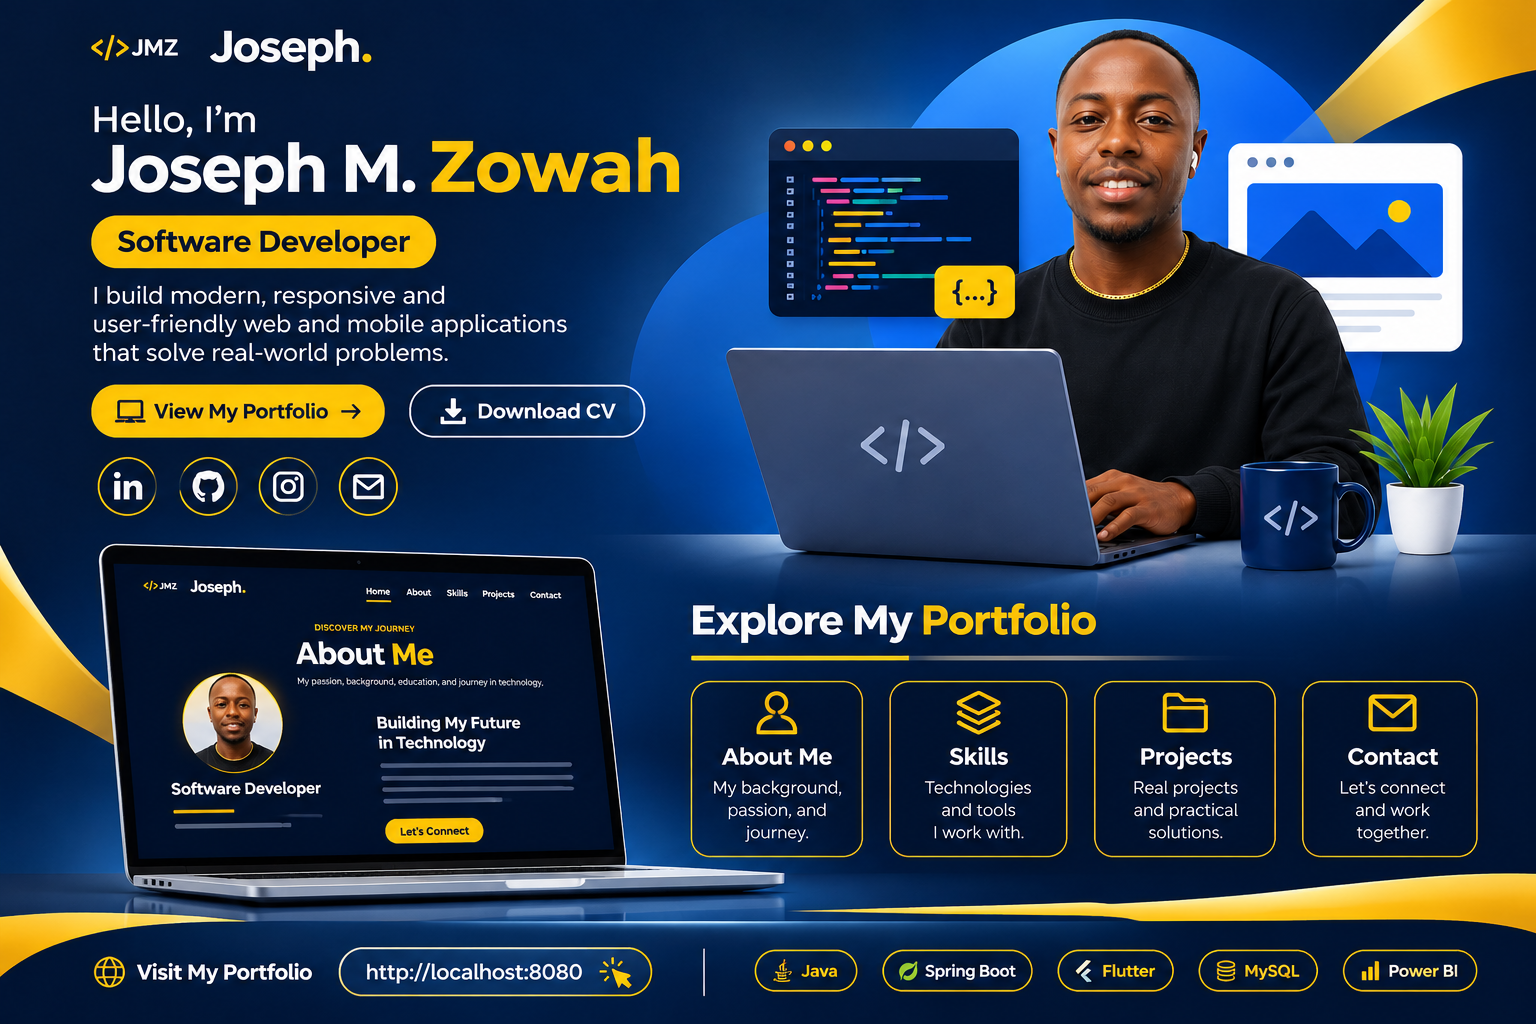 </>JMZ Joseph.
Hello, I'm
Joseph M. Zowah
Software Developer
I build modern, responsive and
user-friendly web and mobile applications
that solve real-world problems.
View My Portfolio →
Download CV
in
{...}
</>
</>
</>JMZ Joseph.
Home About Skills Projects Contact
DISCOVER MY JOURNEY
About Me
My passion, background, education, and journey in technology.
Building My Future
in Technology
Software Developer
Let's Connect
Explore My Portfolio
About Me
My background,
passion, and
journey.
Skills
Technologies
and tools
I work with.
Projects
Real projects
and practical
solutions.
Contact
Let's connect
and work
together.
Visit My Portfolio
http://localhost:8080
Java
Spring Boot
Flutter
MySQL
Power BI